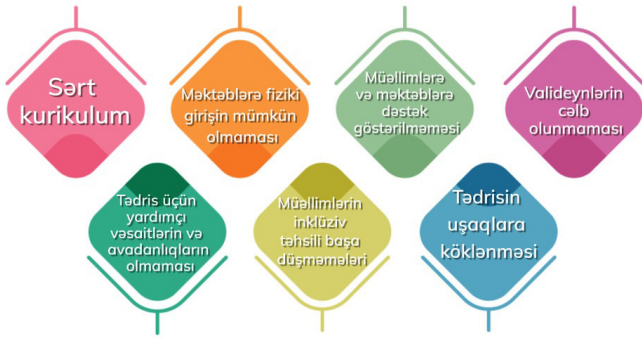 Sərt
kurikulum
Məktəblərə fiziki
girişin mümkün
olmaması
Müəllimlərə
və məktəblərə
dəstək
göstərilməməsi
Valideynlərin
cəlb
olunmaması
Tədris üçün
yardımçı
vəsaitlərin və
avadanlıqların
olmaması
Müəllimlərin
inklüziv
təhsili başa
düşməmələri
Tədrisin
uşaqlara
köklənməsi